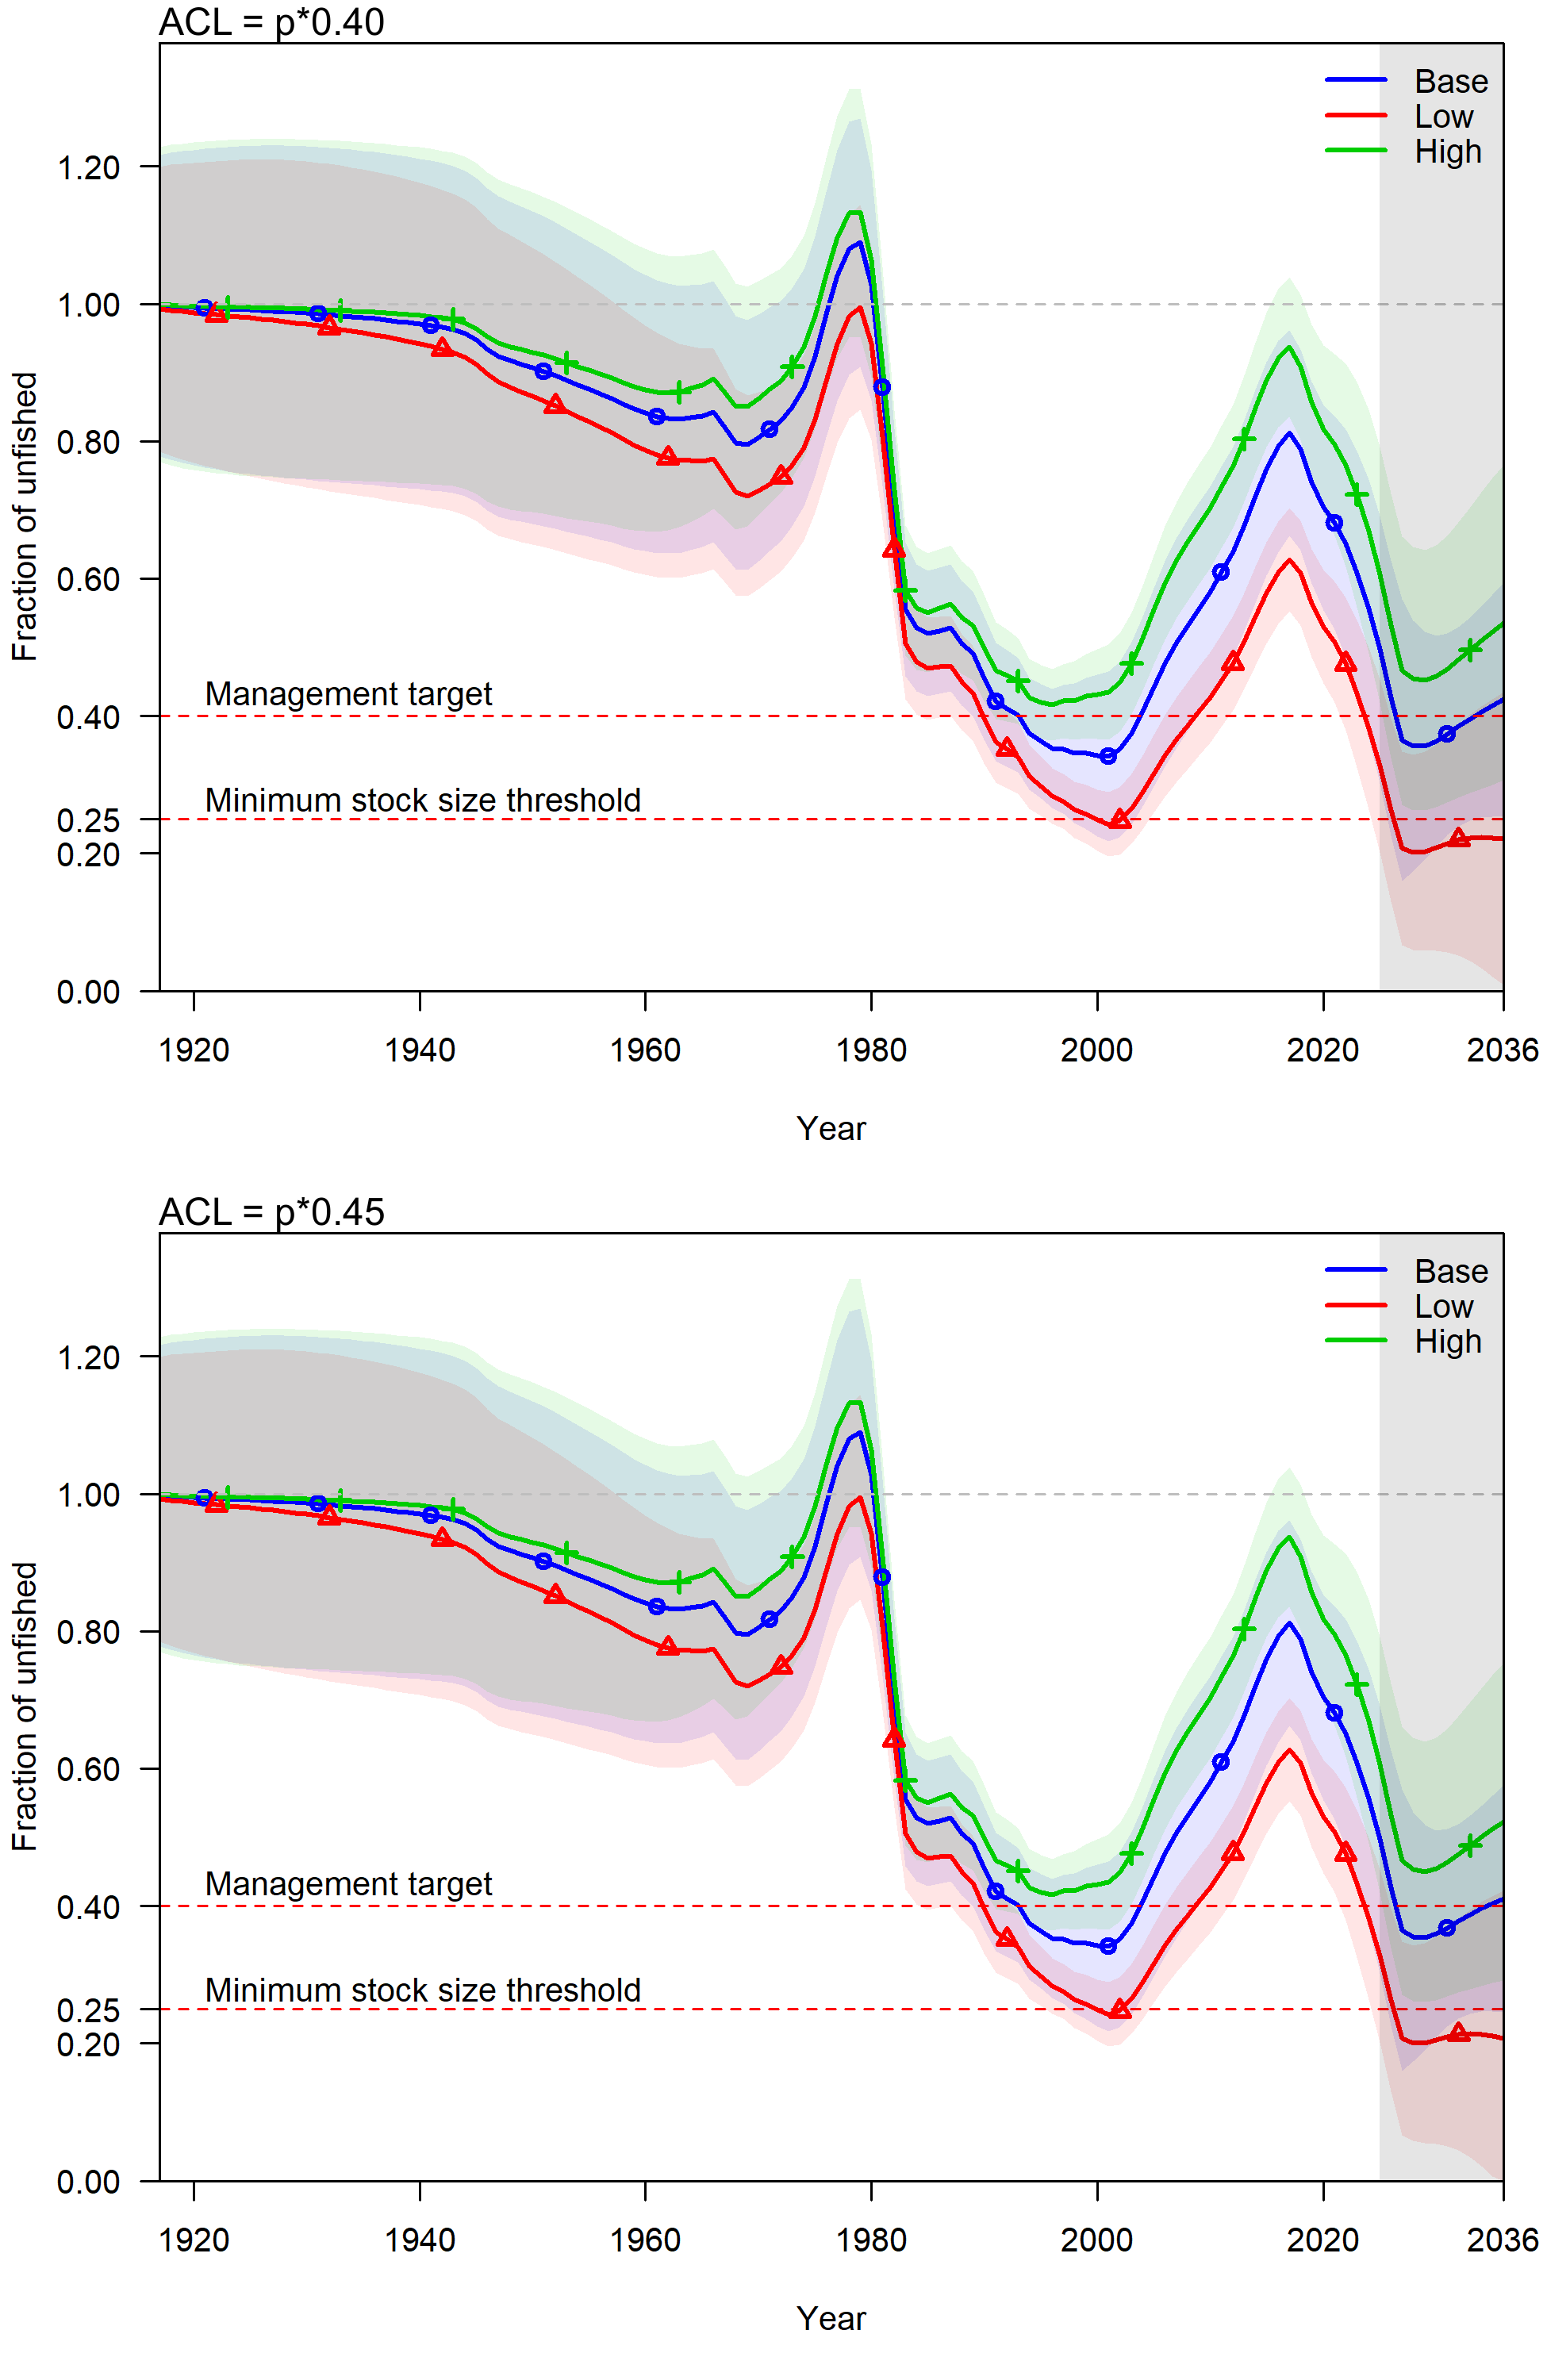 ACL = p*0.40
Base
Low
High
1.20
1.00
0.80
0.60
0.40
0.25
0.20
0.00
Fraction of unfished
Management target
Minimum stock size threshold
1920 1940 1960 1980 2000 2020 2036
Year
ACL = p*0.45
Base
Low
High
1.20
1.00
0.80
0.60
0.40
0.25
0.20
0.00
Fraction of unfished
Management target
Minimum stock size threshold
1920 1940 1960 1980 2000 2020 2036
Year